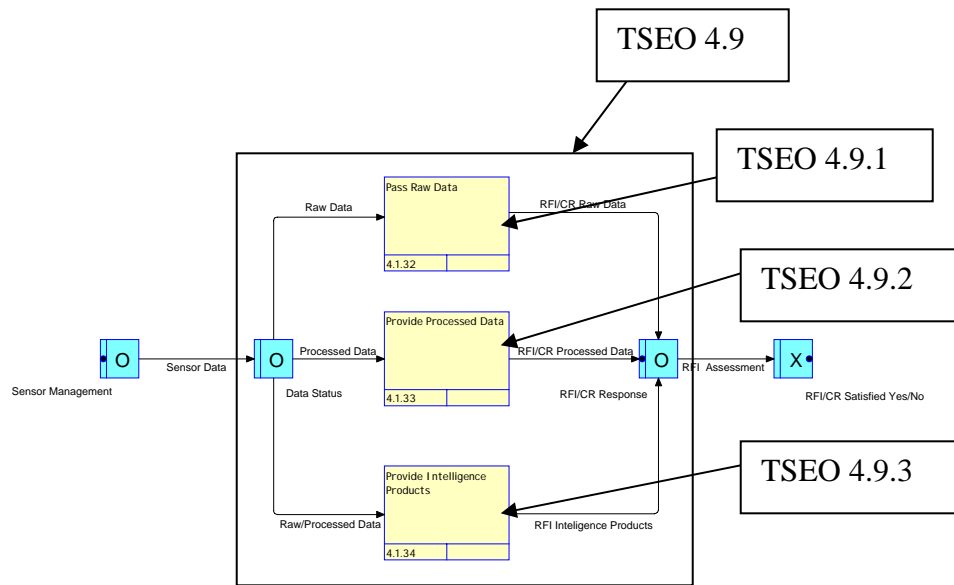 TSEO 4.9
TSEO 4.9.1
Pass Raw Data
Raw Data
RFI/CR Raw Data
4.1.32
TSEO 4.9.2
Provide Processed Data
O
Sensor Data
O
Processed Data
RFI/CR Processed Data
O
RFI Assessment
X
Sensor Management
Data Status
4.1.33
RFI/CR Response
RFI/CR Satisfied Yes/No
TSEO 4.9.3
Provide Intelligence
Products
Raw/Processed Data
RFI Inteligence Products
4.1.34